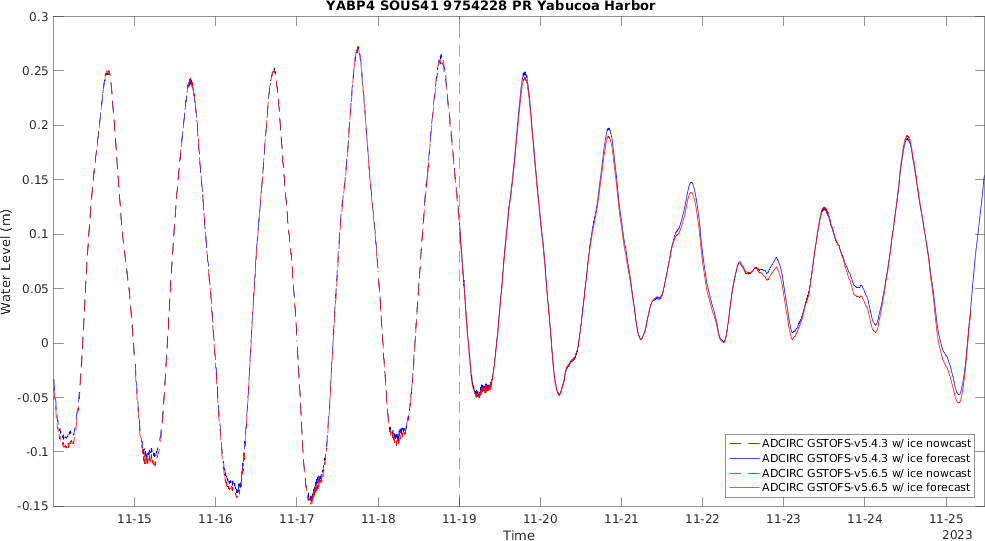 YABP4 SOUS41 9754228 PR Yabucoa Harbor
0.3
0.25
0.2
0.15
0.1
0.05
0
-0.05
-0.1
-0.15
Water Level (m)
11-15 11-16 11-17 11-18 11-19 11-20 11-21 11-22 11-23 11-24 11-25
Time
2023
ADCIRC GSTOFS-v5.4.3 w/ ice nowcast
ADCIRC GSTOFS-v5.4.3 w/ ice forecast
ADCIRC GSTOFS-v5.6.5 w/ ice nowcast
ADCIRC GSTOFS-v5.6.5 w/ ice forecast